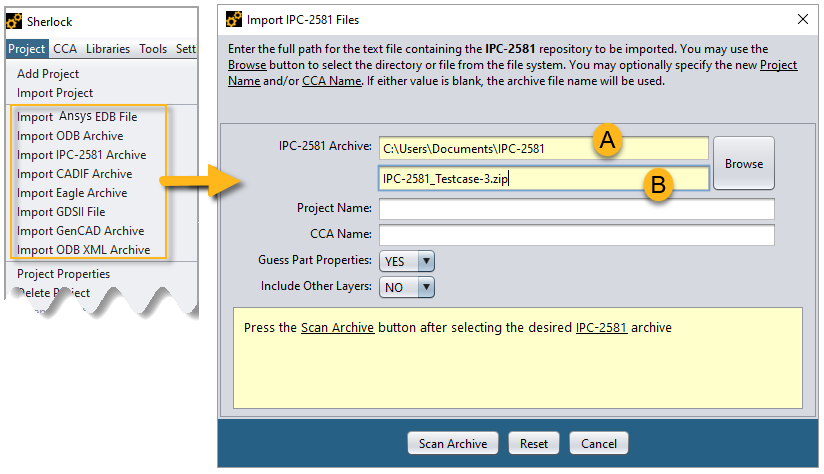 Sherlock
Project CCA Libraries Tools Sett
Add Project
Import Project
Import Ansys EDB File
Import ODB Archive
Import IPC-2581 Archive
Import CADIF Archive
Import Eagle Archive
Import GDSII File
Import GenCAD Archive
Import ODB XML Archive
Project Properties
Delete Project
Import IPC-2581 Files
Enter the full path for the text file containing the IPC-2581 repository to be imported. You may use the
Browse button to select the directory or file from the file system. You may optionally specify the new Project
Name and/or CCA Name. If either value is blank, the archive file name will be used.
IPC-2581 Archive: C:\Users\Documents\IPC-2581 A
IPC-2581_Testcase-3.zip B
Browse
Project Name:
CCA Name:
Guess Part Properties: YES
Include Other Layers: NO
Press the Scan Archive button after selecting the desired IPC-2581 archive
Scan Archive Reset Cancel